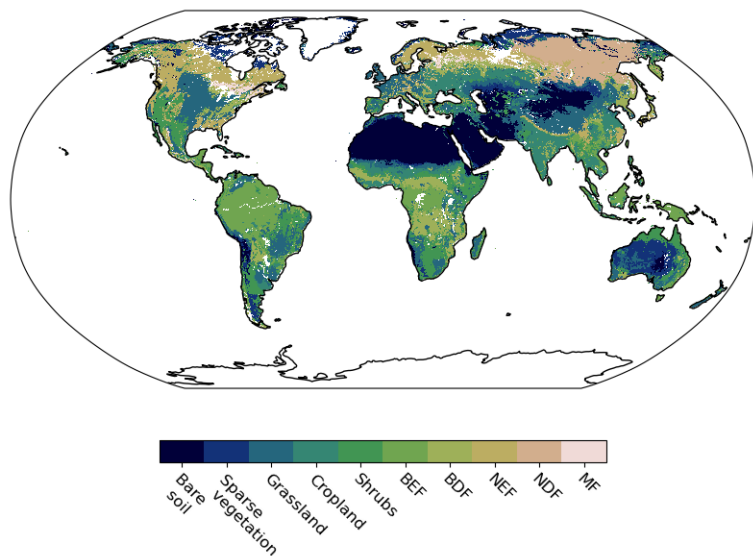 Bare
soil
Sparse
vegetation
Grassland
Cropland
Shrubs
BEF
BDF
NEF
NDF
MF